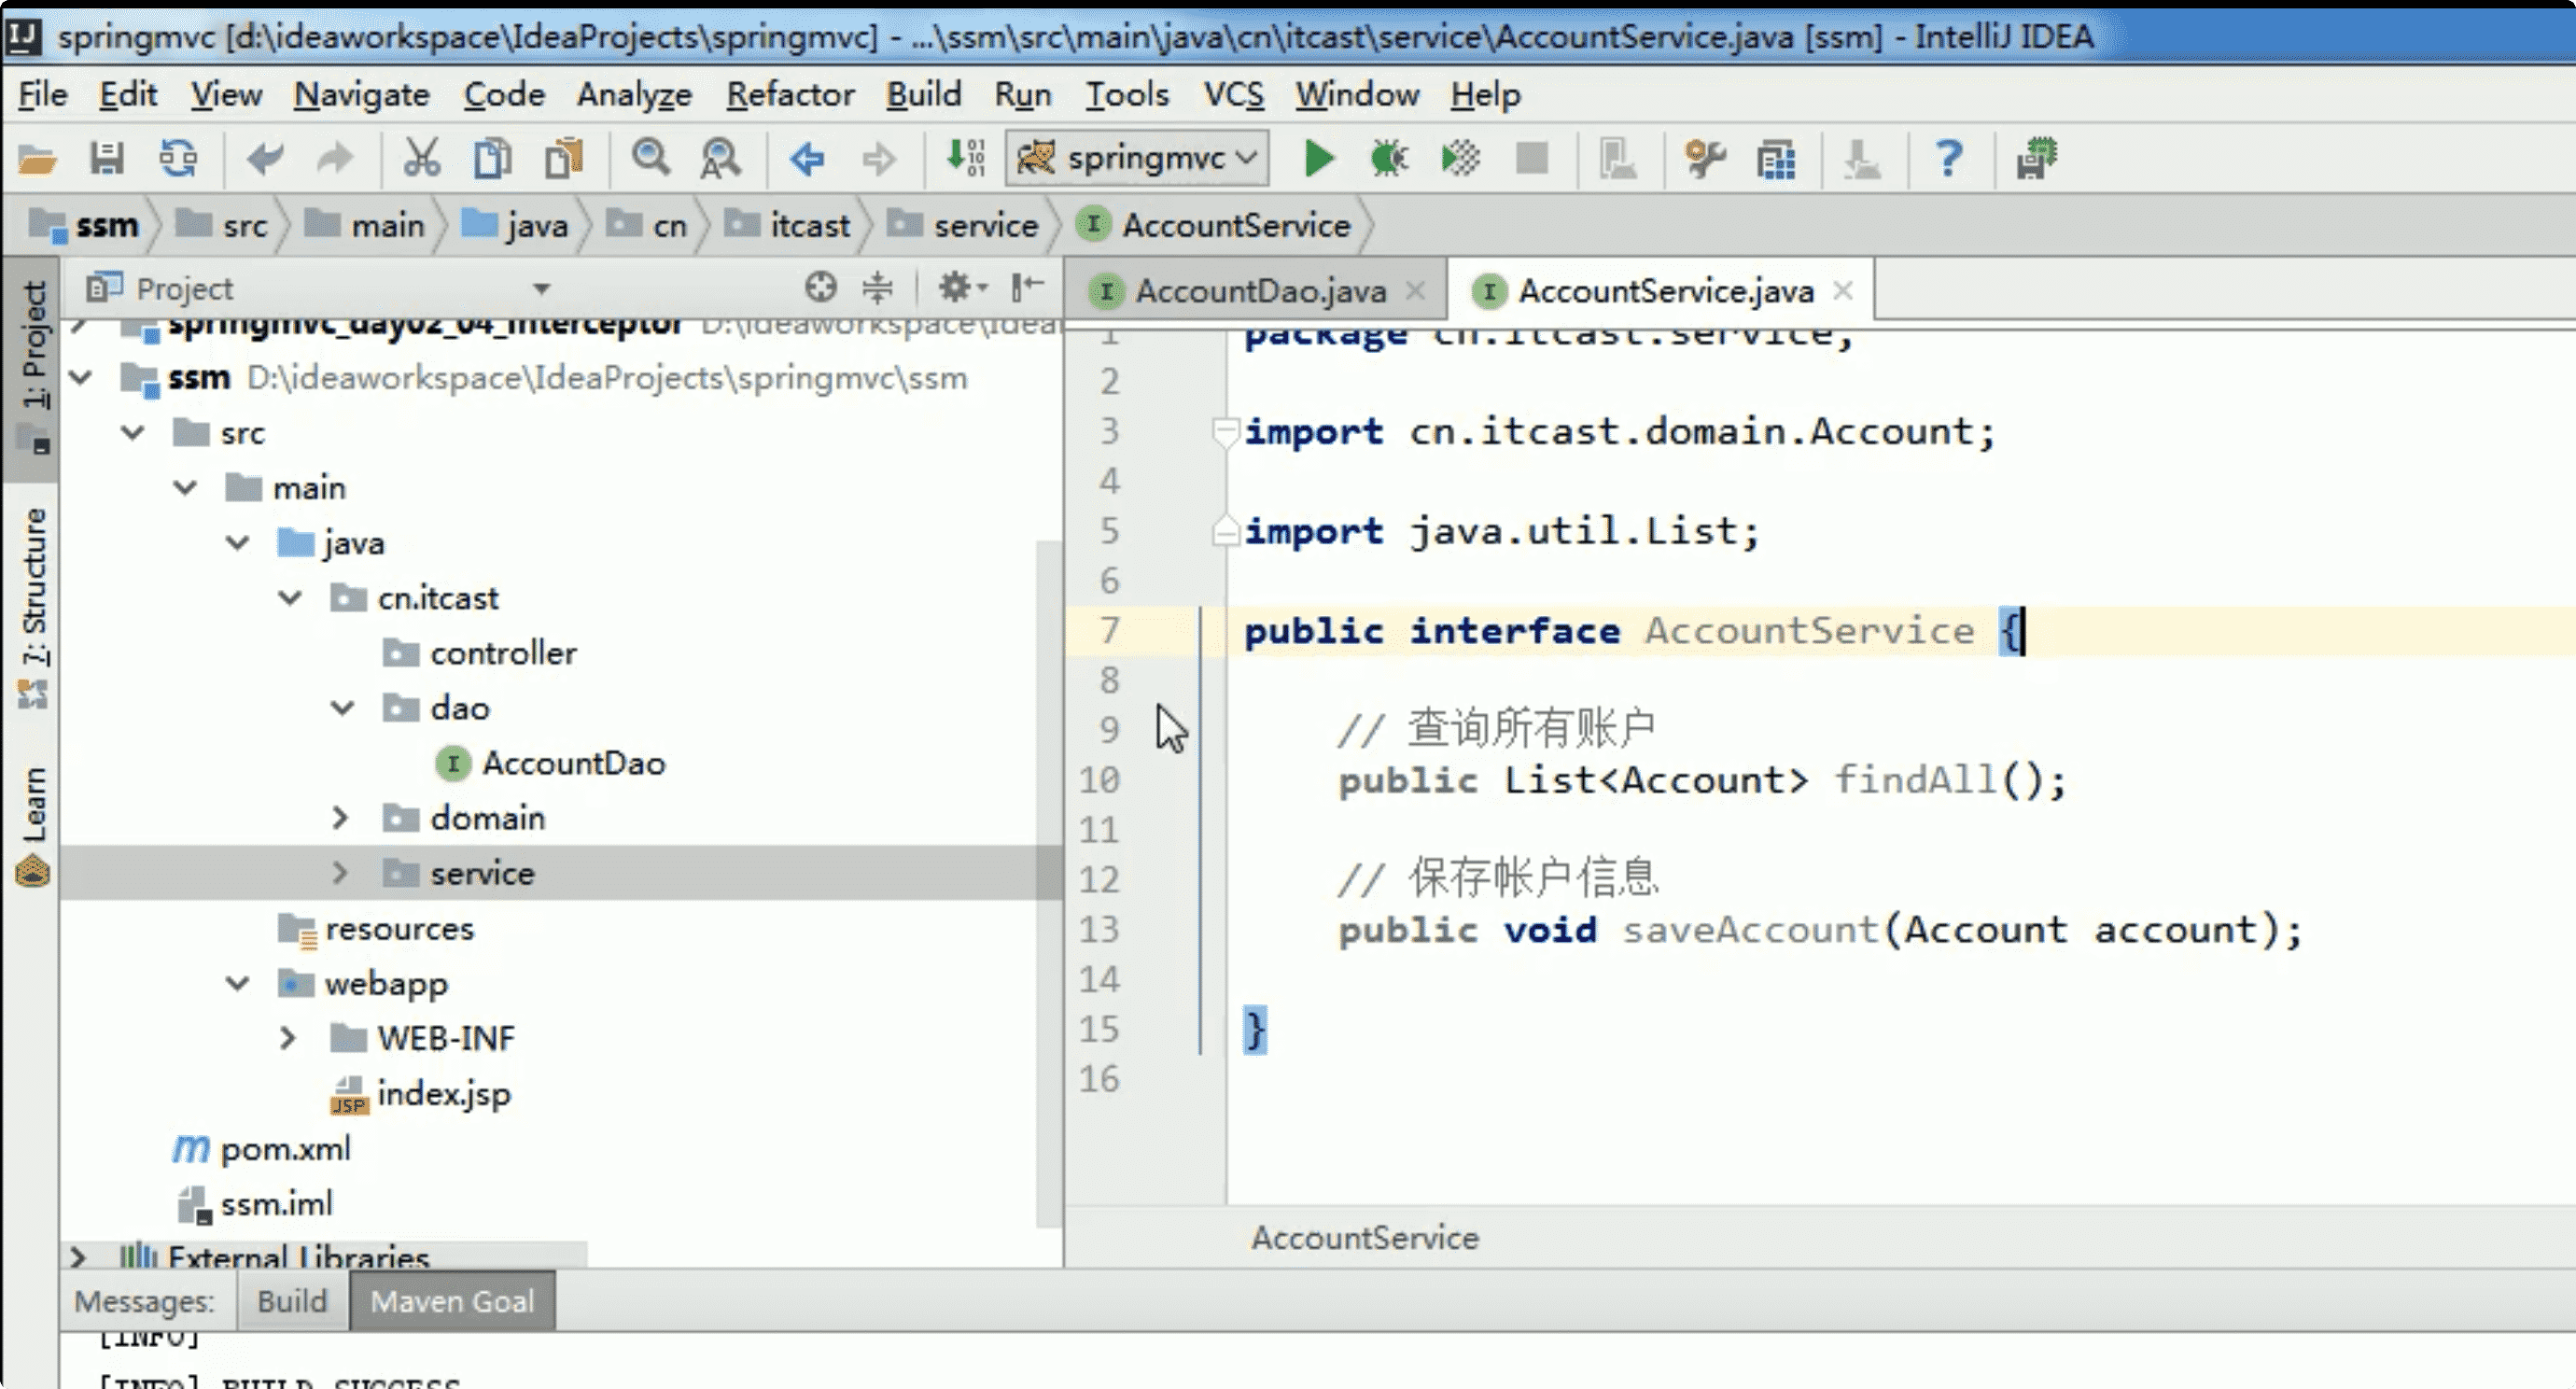 springmvc [d:\ideaworkspace\IdeaProjects\springmvc] - ...\ssm\src\main\java\cn\itcast\service\AccountService.java [ssm] - IntelliJ IDEA
File Edit View Navigate Code Analyze Refactor Build Run Tools VCS Window Help
springmvc
ssm src main java cn itcast service AccountService
1: Project
7: Structure
Learn
Project
springmvc_day02_04_interceptor D:\ideaworkspace\Idea
ssm D:\ideaworkspace\IdeaProjects\springmvc\ssm
src
main
java
cn.itcast
controller
dao
AccountDao
domain
service
resources
webapp
WEB-INF
index.jsp
pom.xml
ssm.iml
External Libraries
AccountDao.java AccountService.java
1 package cn.itcast.service;
2
3 import cn.itcast.domain.Account;
4
5 import java.util.List;
6
7 public interface AccountService {
8
9 // 查询所有账户
10 public List<Account> findAll();
11
12 // 保存帐户信息
13 public void saveAccount(Account account);
14
15 }
16
AccountService
Messages: Build Maven Goal
[INFO]
[INFO] BUILD SUCCESS